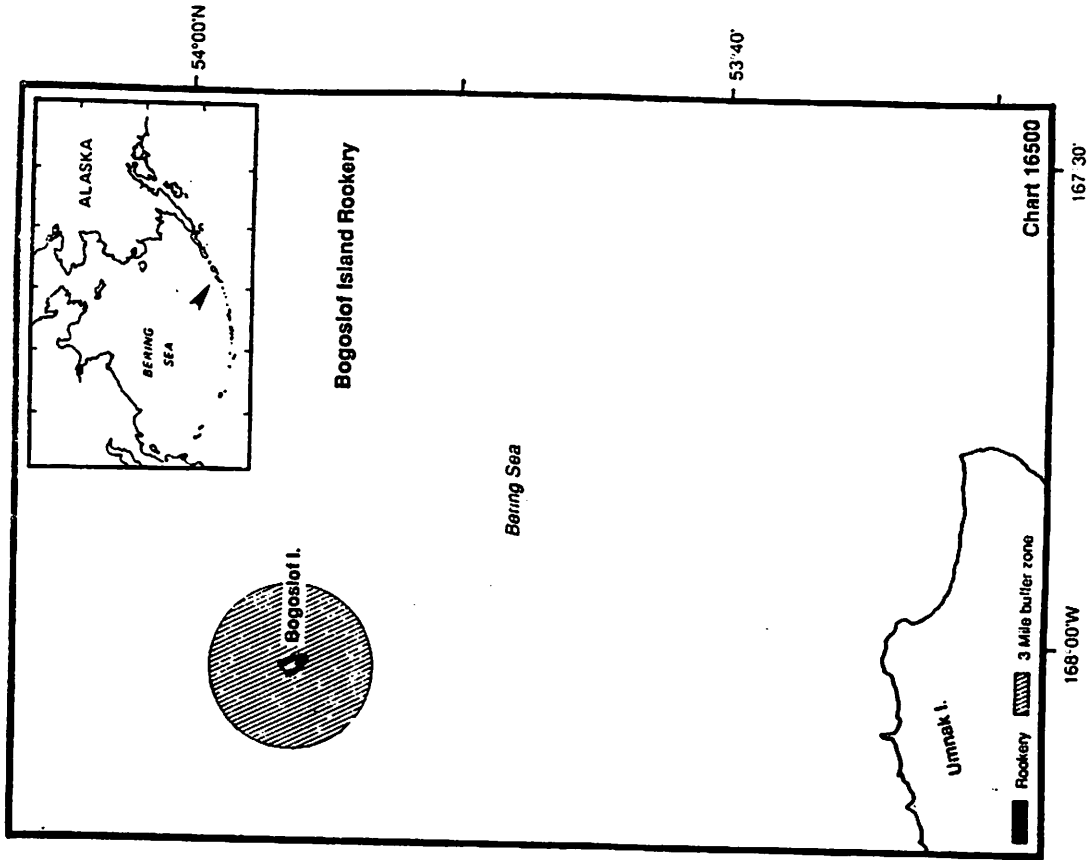 54°00'N
53°40'
ALASKA
BERING
SEA
Bogoslof Island Rookery
Bering Sea
Bogoslof I.
Umnak I.
Rookery
3 Mile buffer zone
Chart 16500
168°00'W
167°30'